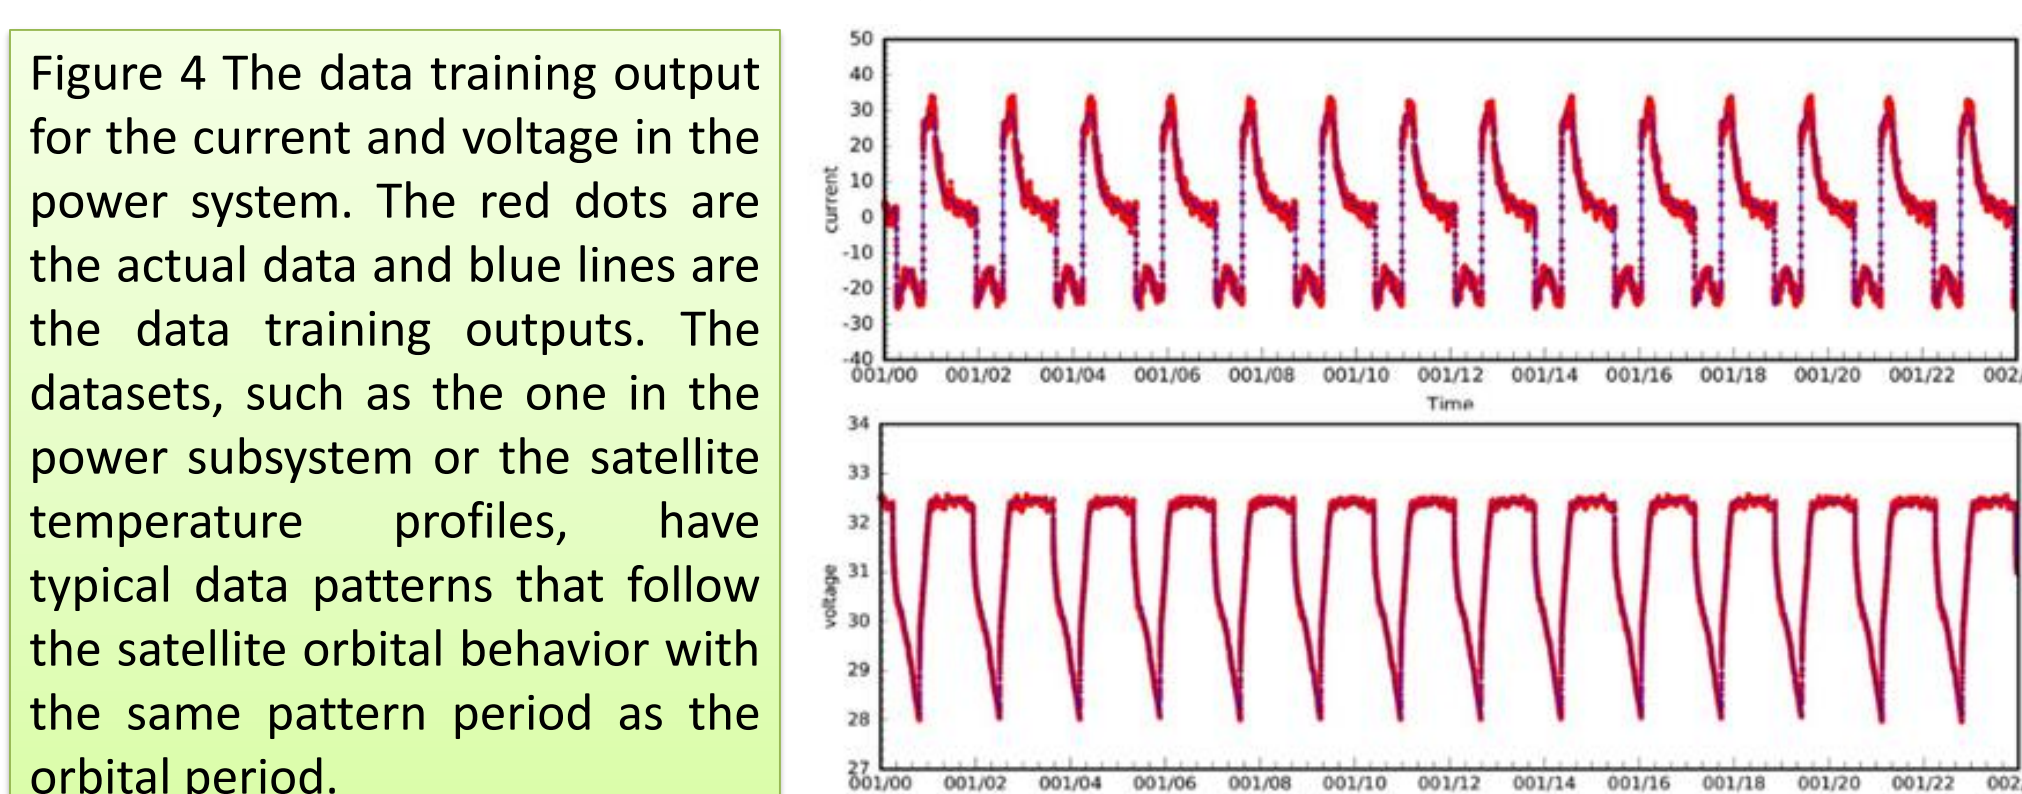 Figure 4 The data training output
for the current and voltage in the
power system. The red dots are
the actual data and blue lines are
the data training outputs. The
datasets, such as the one in the
power subsystem or the satellite
temperature profiles, have
typical data patterns that follow
the satellite orbital behavior with
the same pattern period as the
orbital period.
50
40
30
20
10
0
-10
-20
-30
-40
current
001/00 001/02 001/04 001/06 001/08 001/10 001/12 001/14 001/16 001/18 001/20 001/22 002/
Time
34
33
32
31
30
29
28
27
voltage
001/00 001/02 001/04 001/06 001/08 001/10 001/12 001/14 001/16 001/18 001/20 001/22 002/